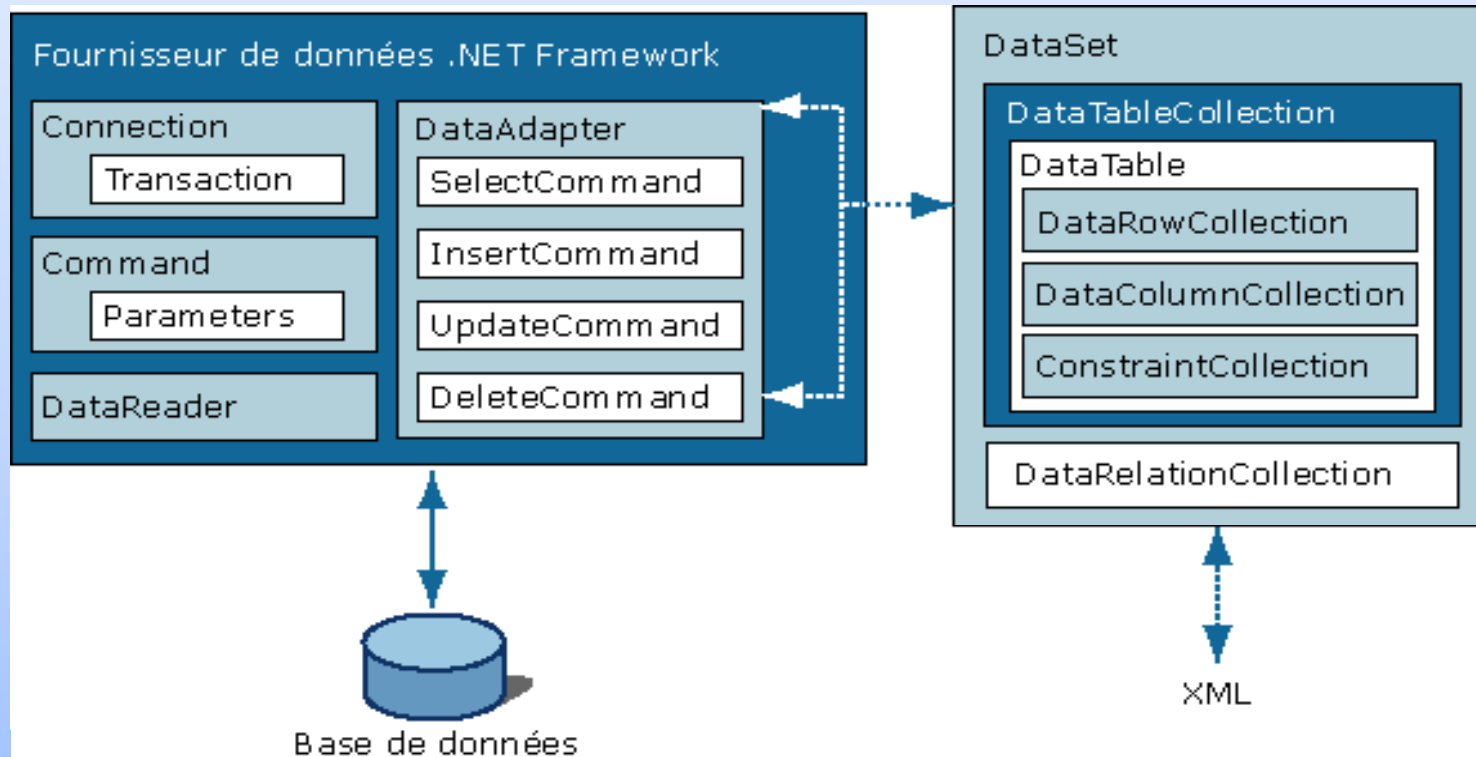 Fournisseur de données .NET Framework
Connection
Transaction
Command
Parameters
DataReader
DataAdapter
SelectCommand
InsertCommand
UpdateCommand
DeleteCommand
DataSet
DataTableCollection
DataTable
DataRowCollection
DataColumnCollection
ConstraintCollection
DataRelationCollection
Base de données
XML